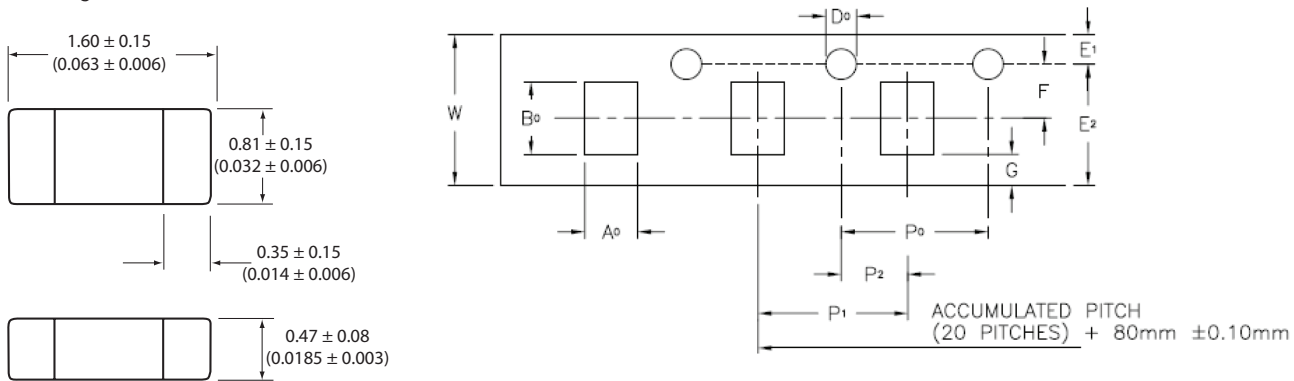 1.60 ± 0.15
(0.063 ± 0.006)
0.81 ± 0.15
(0.032 ± 0.006)
0.35 ± 0.15
(0.014 ± 0.006)
0.47 ± 0.08
(0.0185 ± 0.003)
D0
E1
F
W
B0
E2
G
A0
P0
P2
P1
ACCUMULATED PITCH
(20 PITCHES) + 80mm ±0.10mm